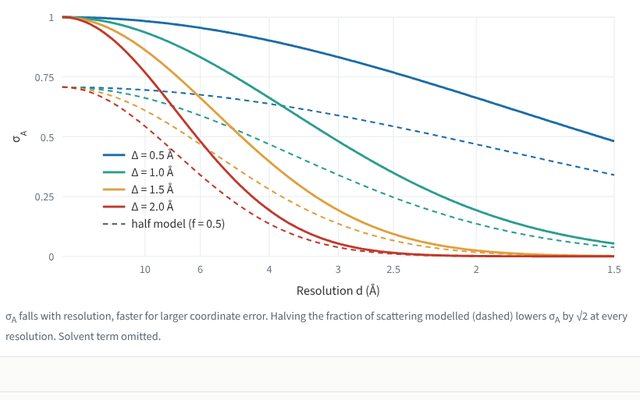 1
0.75
0.5
0.25
0
σA
Δ = 0.5 Å
Δ = 1.0 Å
Δ = 1.5 Å
Δ = 2.0 Å
half model (f = 0.5)
10 6 4 3 2.5 2 1.5
Resolution d (Å)
σA falls with resolution, faster for larger coordinate error. Halving the fraction of scattering modelled (dashed) lowers σA by √2 at every
resolution. Solvent term omitted.